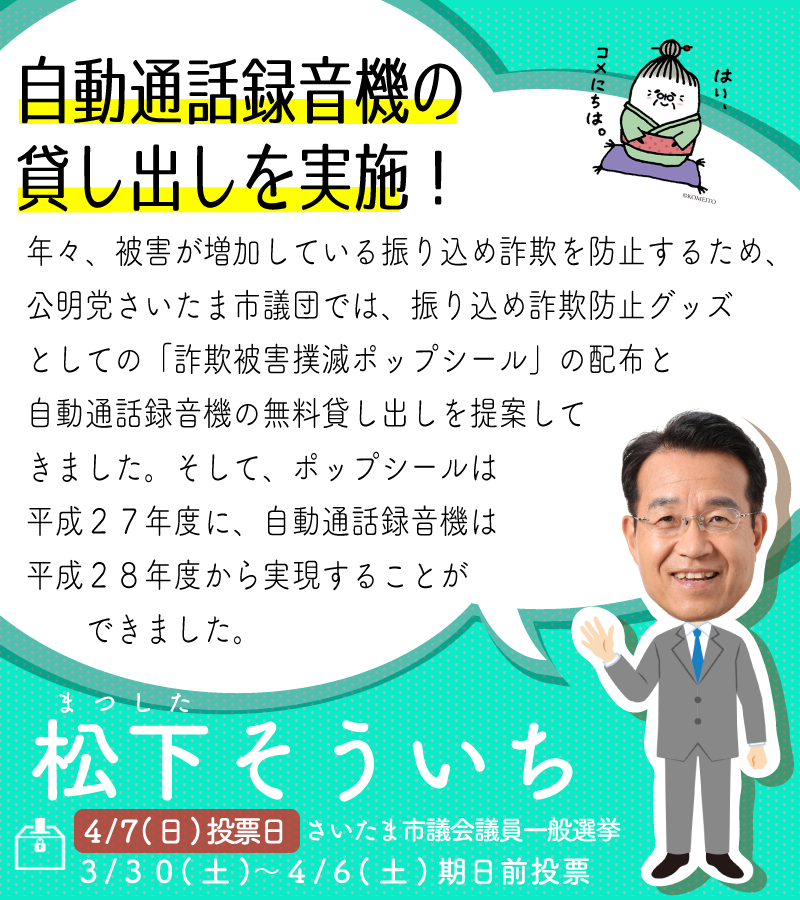 自動通話録音機の
貸し出しを実施！
はい、
コメにちは。
©KOMEITO
年々、被害が増加している振り込め詐欺を防止するため、
公明党さいたま市議団では、振り込め詐欺防止グッズ
としての「詐欺被害撲滅ポップシール」の配布と
自動通話録音機の無料貸し出しを提案して
きました。そして、ポップシールは
平成２７年度に、自動通話録音機は
平成２８年度から実現することが
できました。
まつした
松下そういち
4/7(日)投票日 さいたま市議会議員一般選挙
３/３０(土)～４/６(土)期日前投票